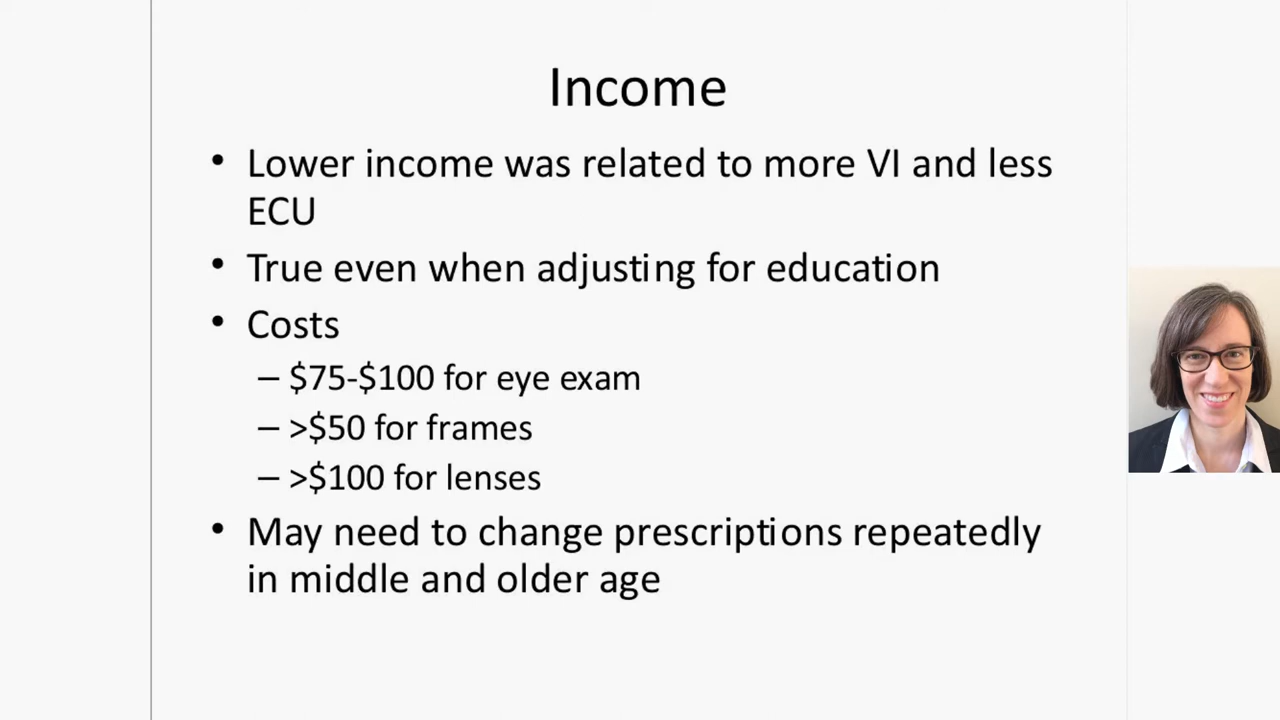 Income
• Lower income was related to more VI and less
ECU
• True even when adjusting for education
• Costs
– $75-$100 for eye exam
– >$50 for frames
– >$100 for lenses
• May need to change prescriptions repeatedly
in middle and older age